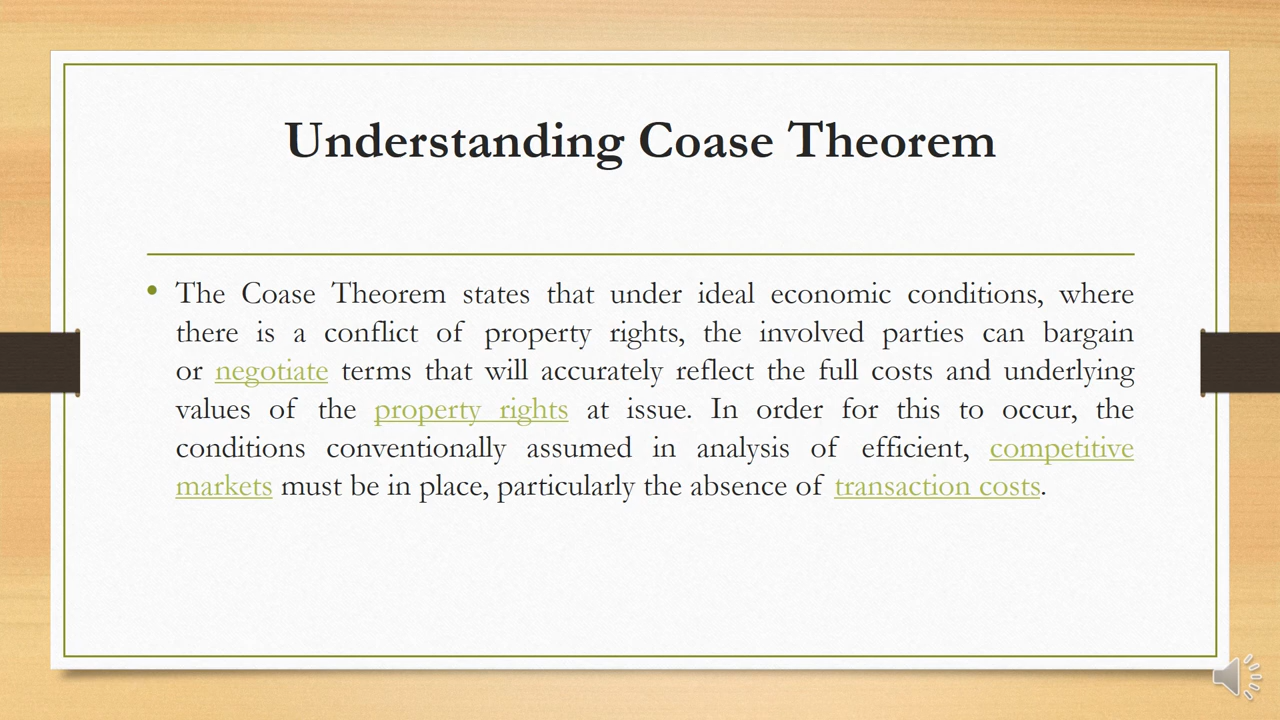 Understanding Coase Theorem
• The Coase Theorem states that under ideal economic conditions, where
there is a conflict of property rights, the involved parties can bargain
or negotiate terms that will accurately reflect the full costs and underlying
values of the property rights at issue. In order for this to occur, the
conditions conventionally assumed in analysis of efficient, competitive
markets must be in place, particularly the absence of transaction costs.